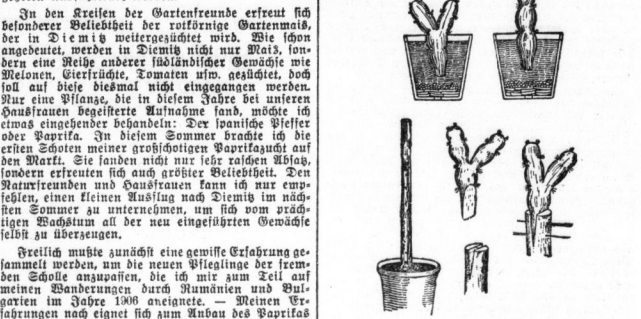 In den Kreisen der Gartenfreunde erfreut sich
besonderer Beliebtheit der rotkörnige Gartenmais,
der in Diemitz weitergezüchtet wird. Wie schon
angedeutet, werden in Diemitz nicht nur Mais, son-
dern eine Reihe anderer südländischer Gewächse wie
Melonen, Eierfrüchte, Tomaten usw. gezüchtet, doch
soll auf diese diesmal nicht eingegangen werden.
Nur eine Pflanze, die in diesem Jahre bei unseren
Hausfrauen begeisterte Aufnahme fand, möchte ich
etwas eingehender behandeln: Der spanische Pfeffer
oder Paprika. In diesem Sommer brachte ich die
ersten Schoten meiner großschotigen Paprikazucht auf
den Markt. Sie fanden nicht nur sehr raschen Absatz,
sondern erfreuten sich auch größter Beliebtheit. Den
Naturfreunden und Hausfrauen kann ich nur emp-
fehlen, einen kleinen Ausflug nach Diemitz im näch-
sten Sommer zu unternehmen, um sich vom präch-
tigen Wachstum all der neu eingeführten Gewächse
selbst zu überzeugen.
Freilich mußte zunächst eine gewisse Erfahrung ge-
sammelt werden, um die neuen Pfleglinge der frem-
den Scholle anzupassen, die ich mir zum Teil auf
meinen Wanderungen durch Rumänien und Bul-
garien im Jahre 1906 aneignete. — Meinen Er-
fahrungen nach eignet sich zum Anbau des Paprikas